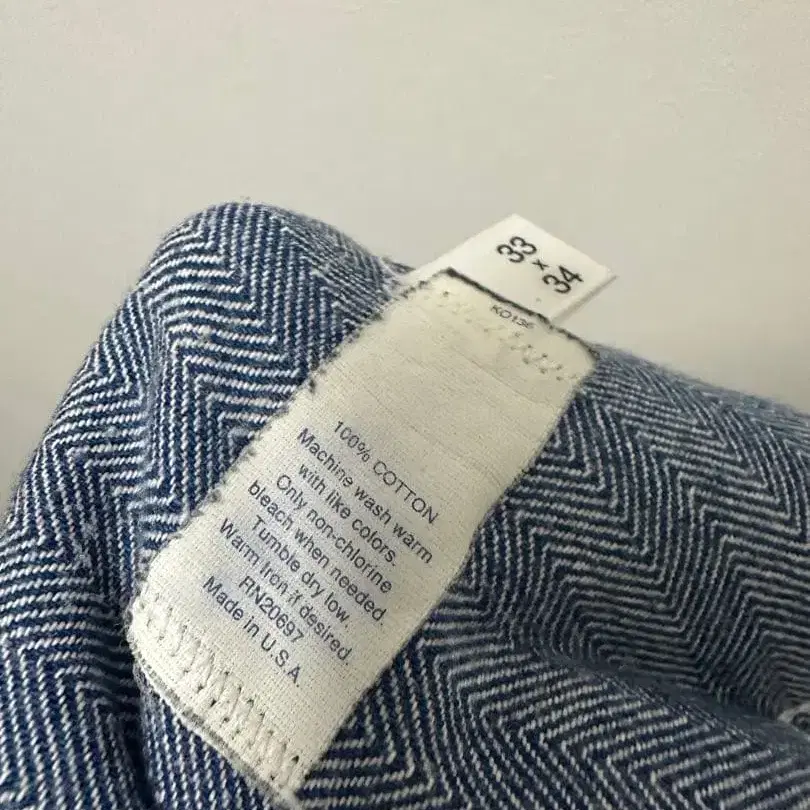 33 × 34
KO136
100% COTTON
Machine wash warm
with like colors.
Only non-chlorine
bleach when needed.
Tumble dry low.
Warm Iron if desired.
RN20697
Made in U.S.A.